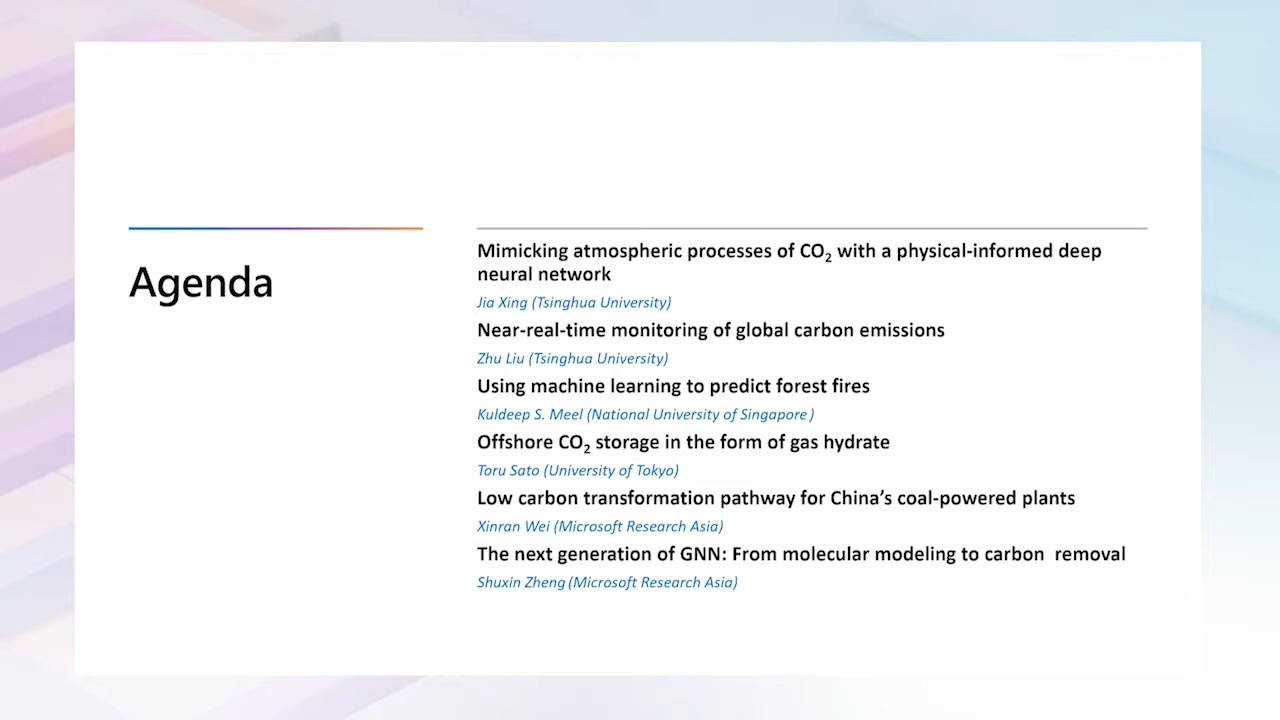 Agenda
Mimicking atmospheric processes of CO₂ with a physical-informed deep
neural network
Jia Xing (Tsinghua University)
Near-real-time monitoring of global carbon emissions
Zhu Liu (Tsinghua University)
Using machine learning to predict forest fires
Kuldeep S. Meel (National University of Singapore)
Offshore CO₂ storage in the form of gas hydrate
Toru Sato (University of Tokyo)
Low carbon transformation pathway for China’s coal-powered plants
Xinran Wei (Microsoft Research Asia)
The next generation of GNN: From molecular modeling to carbon removal
Shuxin Zheng (Microsoft Research Asia)